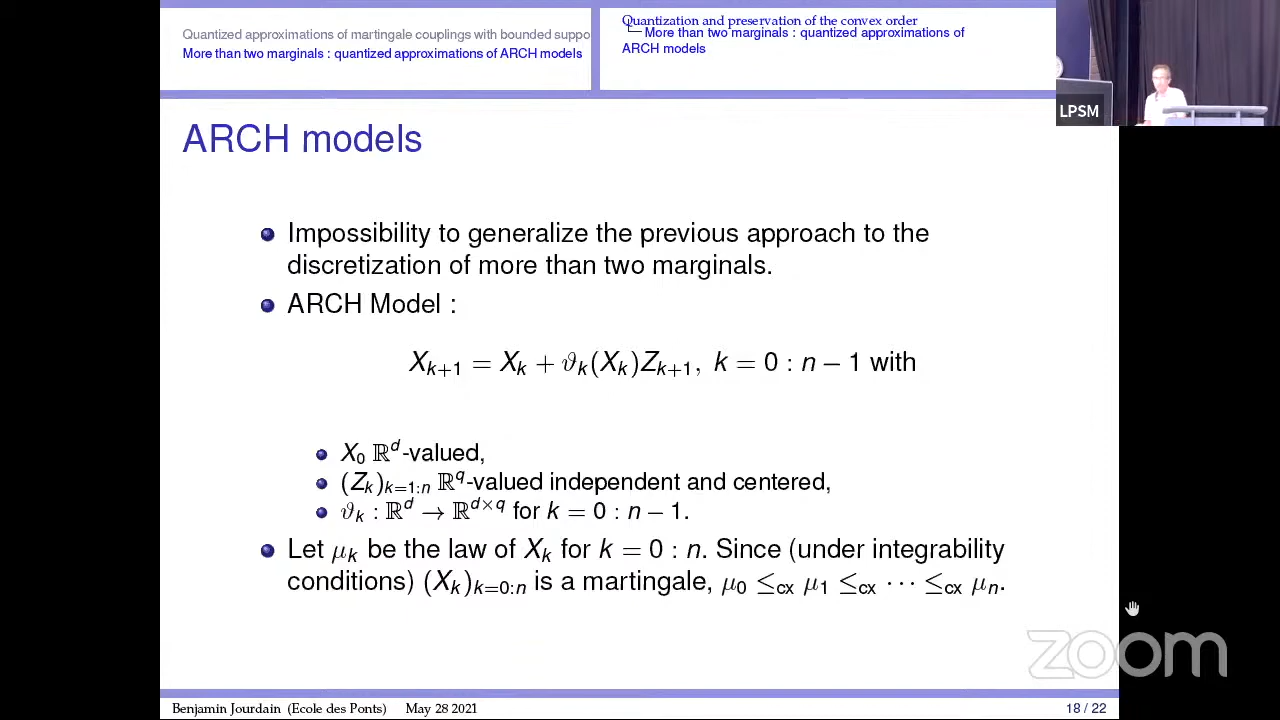 Quantized approximations of martingale couplings with bounded suppo
More than two marginals : quantized approximations of ARCH models
Quantization and preservation of the convex order
More than two marginals : quantized approximations of
ARCH models
LPSM
ARCH models
Impossibility to generalize the previous approach to the
discretization of more than two marginals.
ARCH Model :
X_{k+1} = X_k + ϑ_k(X_k)Z_{k+1}, k = 0 : n − 1 with
X_0 ℝ^d-valued,
(Z_k)_{k=1:n} ℝ^q-valued independent and centered,
ϑ_k : ℝ^d → ℝ^{d×q} for k = 0 : n − 1.
Let μ_k be the law of X_k for k = 0 : n. Since (under integrability
conditions) (X_k)_{k=0:n} is a martingale, μ_0 ≤_{cx} μ_1 ≤_{cx} ⋯ ≤_{cx} μ_n.
zoom
Benjamin Jourdain (Ecole des Ponts) May 28 2021 18 / 22